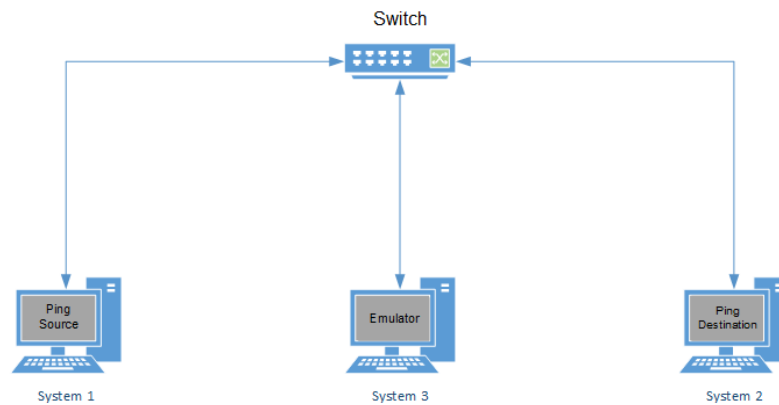 Switch
Ping
Source
Emulator
Ping
Destination
System 1
System 3
System 2